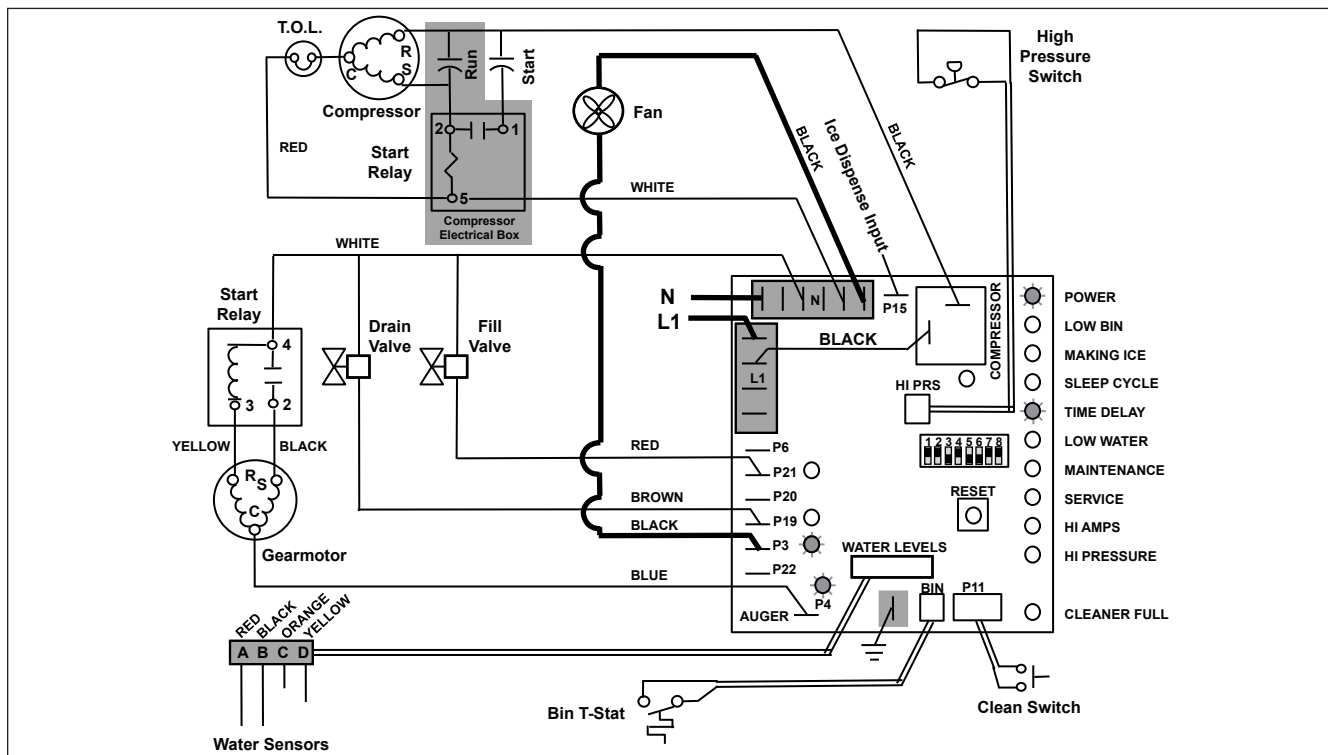 T.O.L.
R
C
S
Compressor
Run
Start
RED
2
1
Start
Relay
5
Compressor
Electrical Box
Fan
BLACK
Ice Dispense Input
BLACK
High
Pressure
Switch
WHITE
WHITE
Start
Relay
4
3
2
YELLOW
BLACK
R
S
C
Gearmotor
Drain
Valve
Fill
Valve
N
L1
N
P15
BLACK
L1
COMPRESSOR
HI PRS
1 2 3 4 5 6 7 8
RESET
POWER
LOW BIN
MAKING ICE
SLEEP CYCLE
TIME DELAY
LOW WATER
MAINTENANCE
SERVICE
HI AMPS
HI PRESSURE
CLEANER FULL
P6
RED
P21
P20
BROWN
P19
BLACK
P3
P22
BLUE
P4
AUGER
WATER LEVELS
BIN
P11
RED
BLACK
ORANGE
YELLOW
A B C D
Water Sensors
Bin T-Stat
Clean Switch